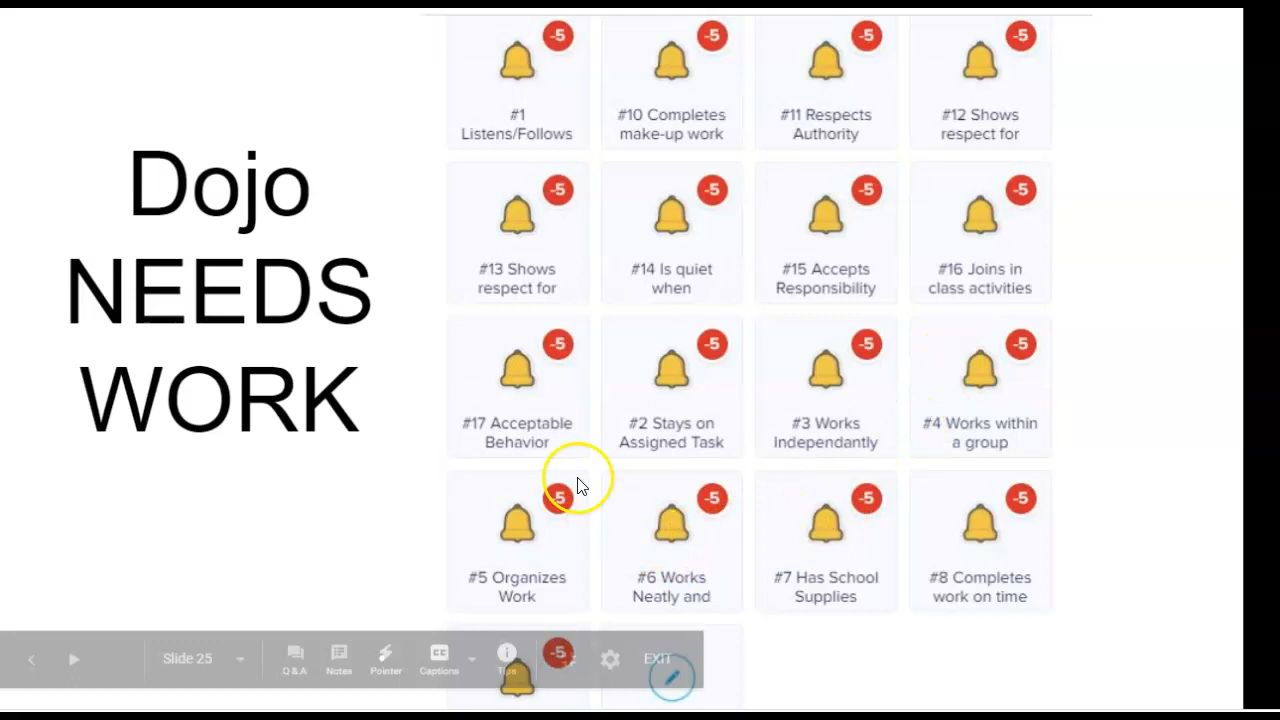 Dojo
NEEDS
WORK
-5
-5
-5
-5
#1
Listens/Follows
#10 Completes
make-up work
#11 Respects
Authority
#12 Shows
respect for
-5
-5
-5
-5
#13 Shows
respect for
#14 Is quiet
when
#15 Accepts
Responsibility
#16 Joins in
class activities
-5
-5
-5
-5
#17 Acceptable
Behavior
#2 Stays on
Assigned Task
#3 Works
Independantly
#4 Works within
a group
-5
-5
-5
-5
#5 Organizes
Work
#6 Works
Neatly and
#7 Has School
Supplies
#8 Completes
work on time
-5
Slide 25
Q & A
Notes
Pointer
Captions
Tips
EXIT